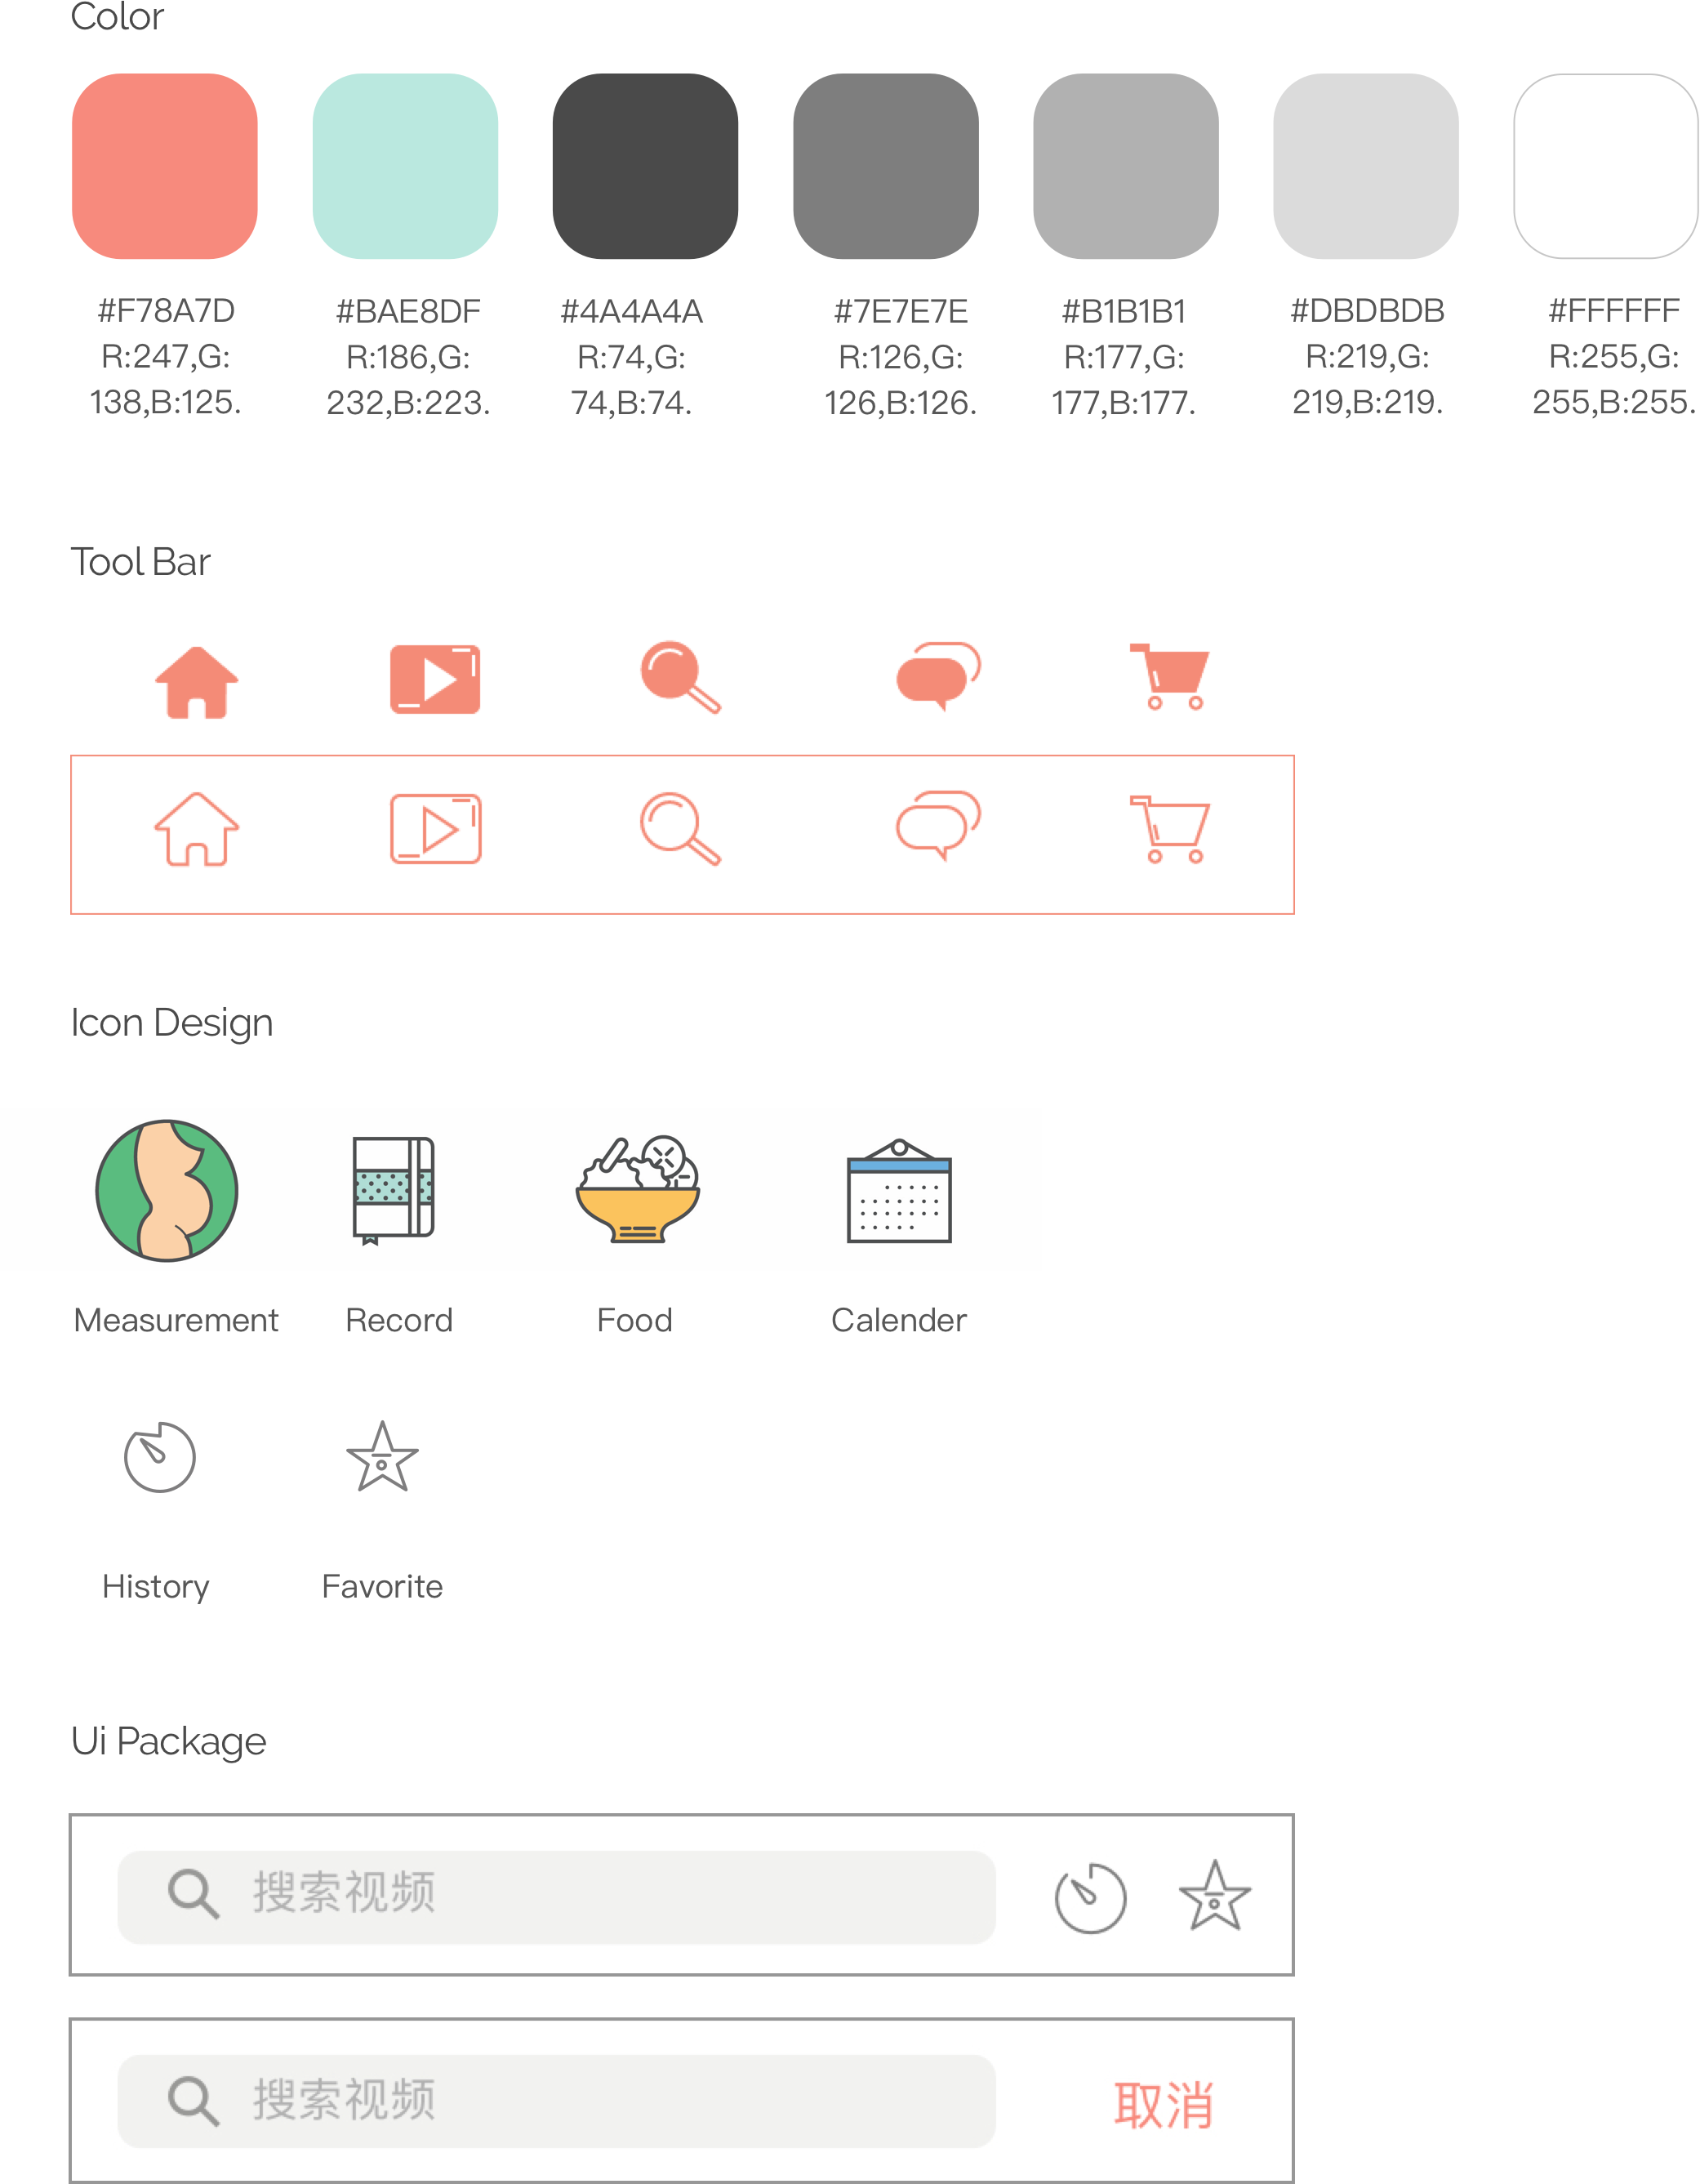 Color
#F78A7D #BAE8DF #4A4A4A #7E7E7E #B1B1B1 #DBDBDB #FFFFFF
R:247,G: R:186,G: R:74,G: R:126,G: R:177,G: R:219,G: R:255,G:
138,B:125. 232,B:223. 74,B:74. 126,B:126. 177,B:177. 219,B:219. 255,B:255.
Tool Bar
Icon Design
Measurement Record Food Calender
History Favorite
Ui Package
搜索视频
搜索视频 取消